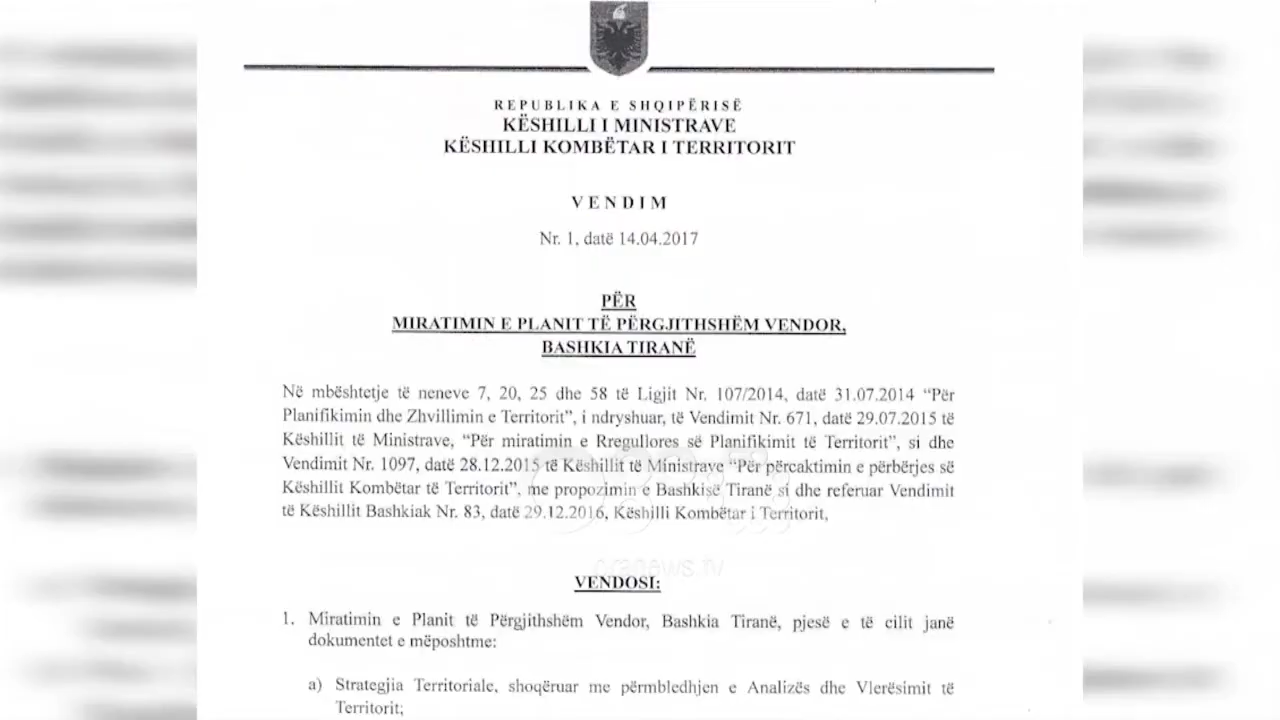 REPUBLIKA E SHQIPËRISË
KËSHILLI I MINISTRAVE
KËSHILLI KOMBËTAR I TERRITORIT
VENDIM
Nr. 1, datë 14.04.2017
PËR
MIRATIMIN E PLANIT TË PËRGJITHSHËM VENDOR,
BASHKIA TIRANË
Në mbështetje të neneve 7, 20, 25 dhe 58 të Ligjit Nr. 107/2014, datë 31.07.2014 “Për
Planifikimin dhe Zhvillimin e Territorit”, i ndryshuar, të Vendimit Nr. 671, datë 29.07.2015 të
Këshillit të Ministrave, “Për miratimin e Rregullores së Planifikimit të Territorit”, si dhe
Vendimit Nr. 1097, datë 28.12.2015 të Këshillit të Ministrave “Për përcaktimin e përbërjes së
Këshillit Kombëtar të Territorit”, me propozimin e Bashkisë Tiranë si dhe referuar Vendimit
të Këshillit Bashkiak Nr. 83, datë 29.12.2016, Këshilli Kombëtar i Territorit,
oranews.tv
VENDOSI:
1. Miratimin e Planit të Përgjithshëm Vendor, Bashkia Tiranë, pjesë e të cilit janë
dokumentet e mëposhtme:
a) Strategjia Territoriale, shoqëruar me përmbledhjen e Analizës dhe Vlerësimit të
Territorit;